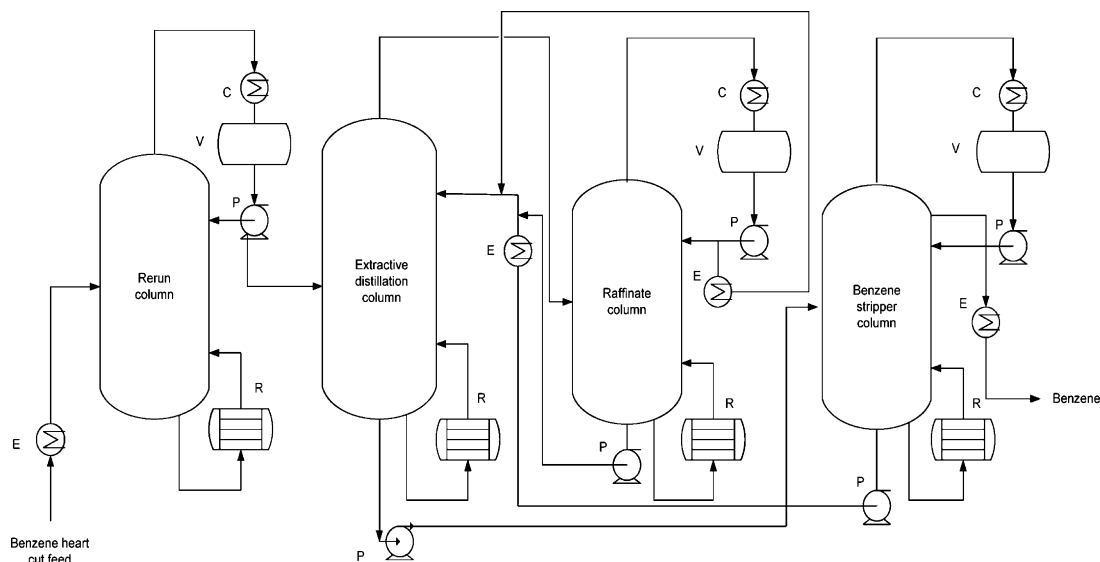 C
V
P
Rerun
column
R
E
Benzene heart
cut feed
Extractive
distillation
column
R
P
E
C
V
P
E
Raffinate
column
R
P
C
V
P
E
Benzene
stripper
column
R
P
Benzene